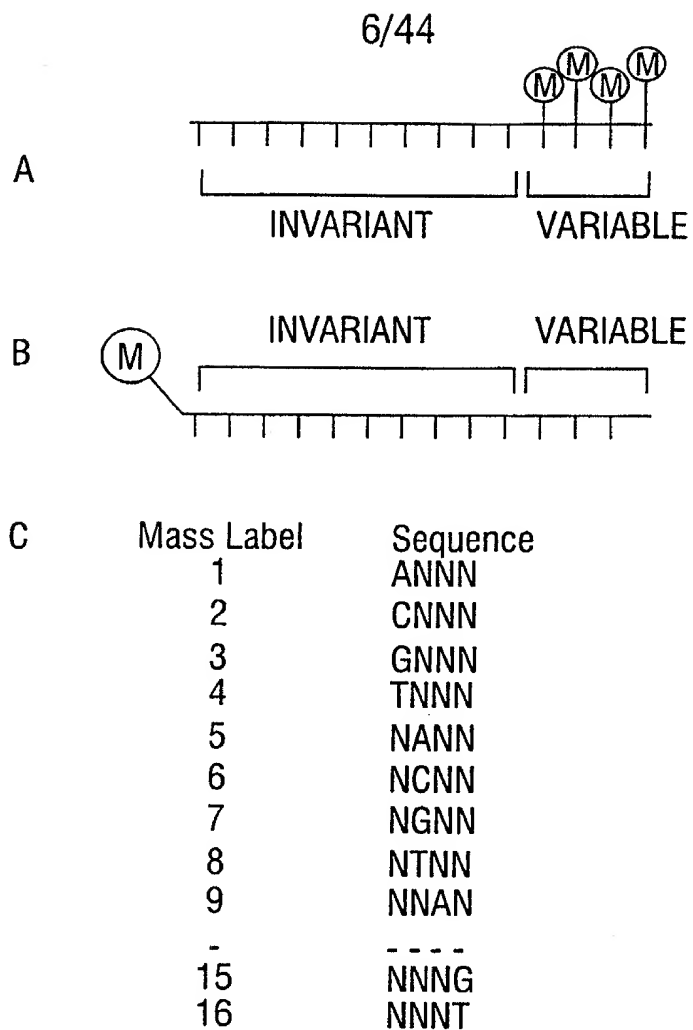 6/44
M M M M
A
INVARIANT VARIABLE
INVARIANT VARIABLE
B M
C Mass Label Sequence
1 ANNN
2 CNNN
3 GNNN
4 TNNN
5 NANN
6 NCNN
7 NGNN
8 NTNN
9 NNAN
- ----
15 NNNG
16 NNNT